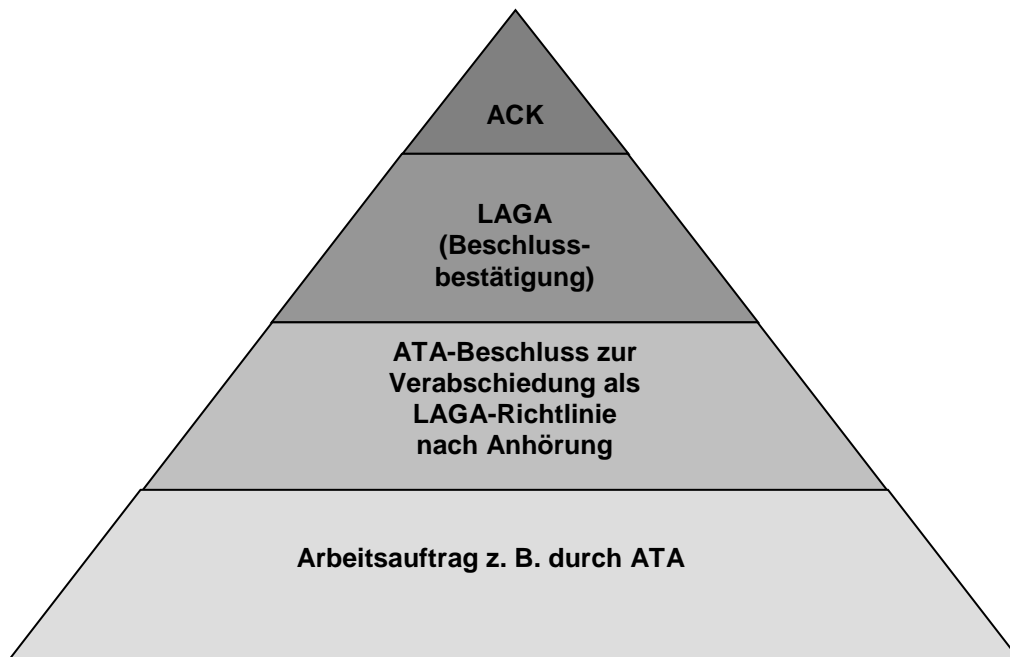 ACK
LAGA
(Beschluss-
bestätigung)
ATA-Beschluss zur
Verabschiedung als
LAGA-Richtlinie
nach Anhörung
Arbeitsauftrag z. B. durch ATA